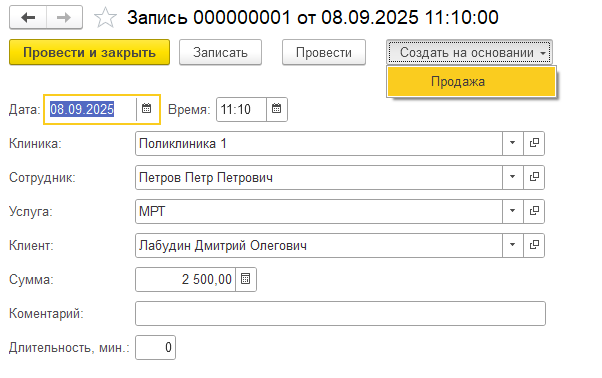 Запись 000000001 от 08.09.2025 11:10:00
Провести и закрыть Записать Провести Создать на основании
Продажа
Дата: 08.09.2025 Время: 11:10
Клиника: Поликлиника 1
Сотрудник: Петров Петр Петрович
Услуга: МРТ
Клиент: Лабудин Дмитрий Олегович
Сумма: 2 500,00
Коментарий:
Длительность, мин.: 0